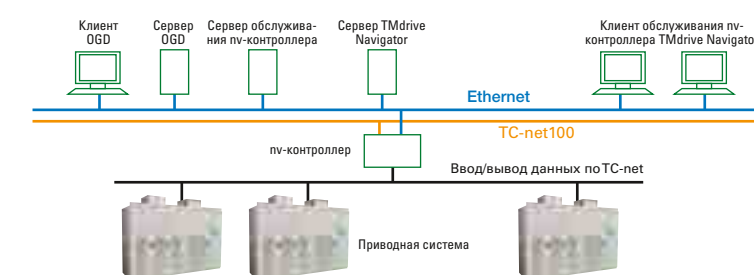 Клиент
OGD
Сервер
OGD
Сервер обслужива-
ния nv-контроллера
Сервер TMdrive
Navigator
Клиент обслуживания nv-
контроллера TMdrive Navigato
Ethernet
TC-net100
nv-контроллер
Ввод/вывод данных по TC-net
Приводная система